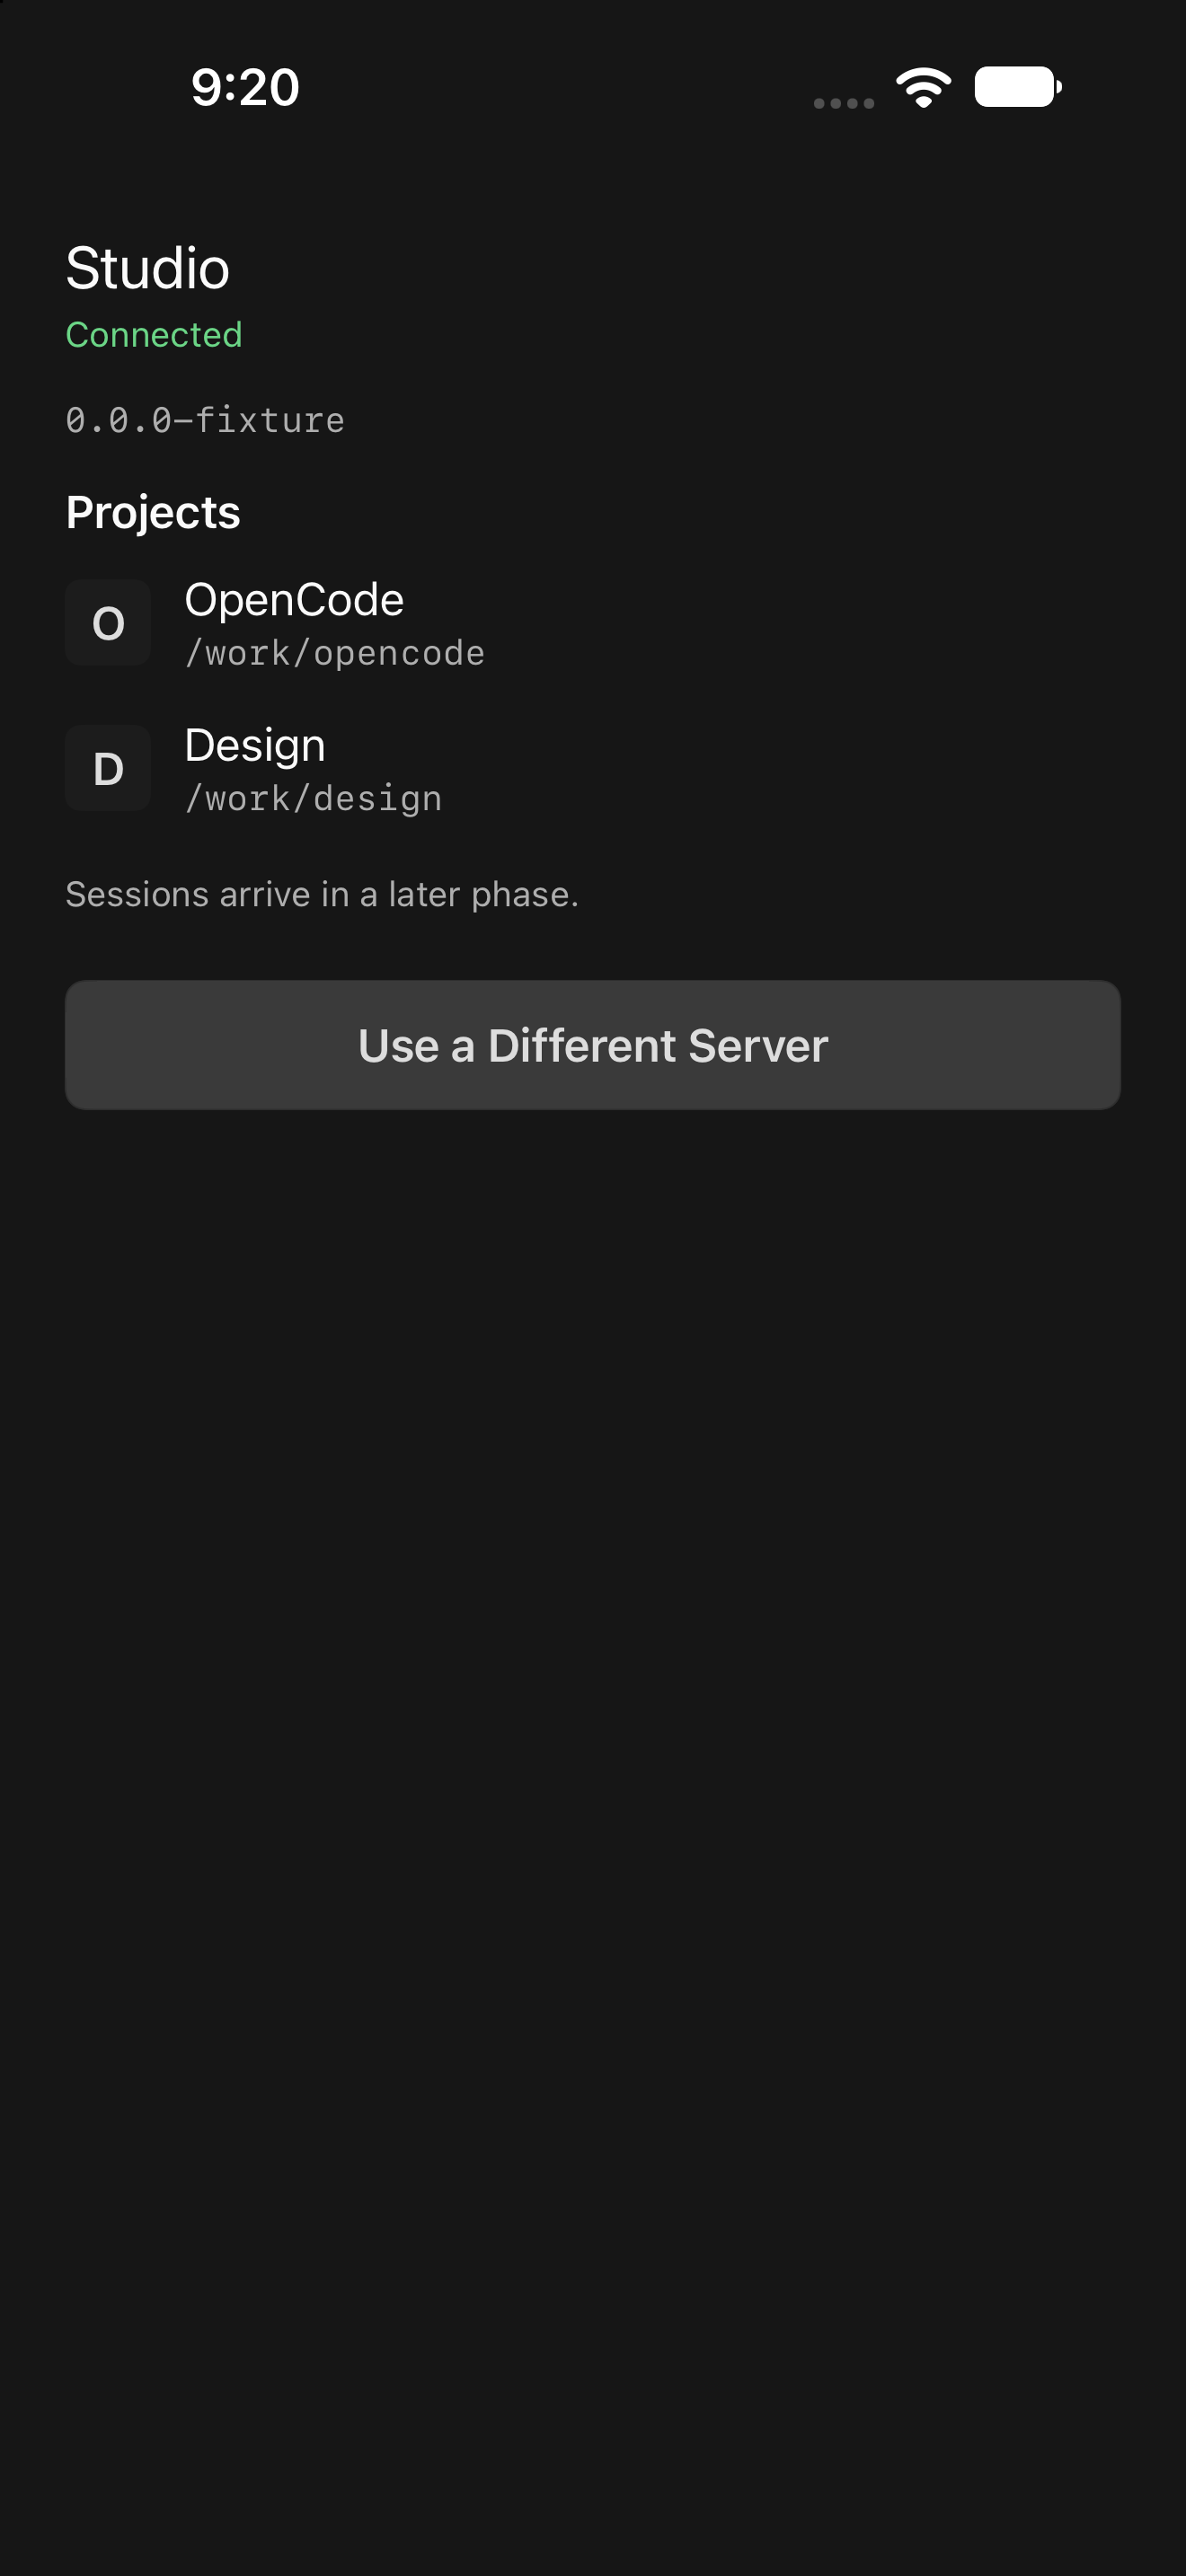 9:20
Studio
Connected
0.0.0-fixture
Projects
O
OpenCode
/work/opencode
D
Design
/work/design
Sessions arrive in a later phase.
Use a Different Server